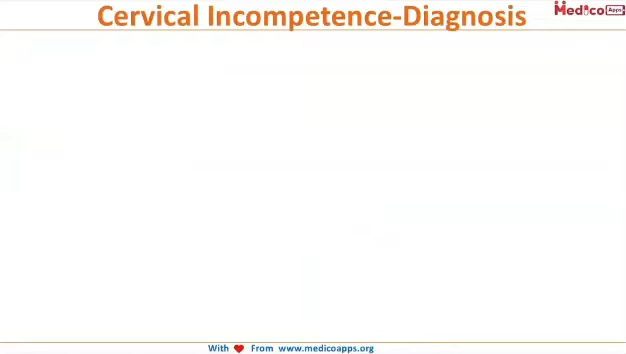 Cervical Incompetence-Diagnosis
Medico Apps
With ❤ From www.medicoapps.org